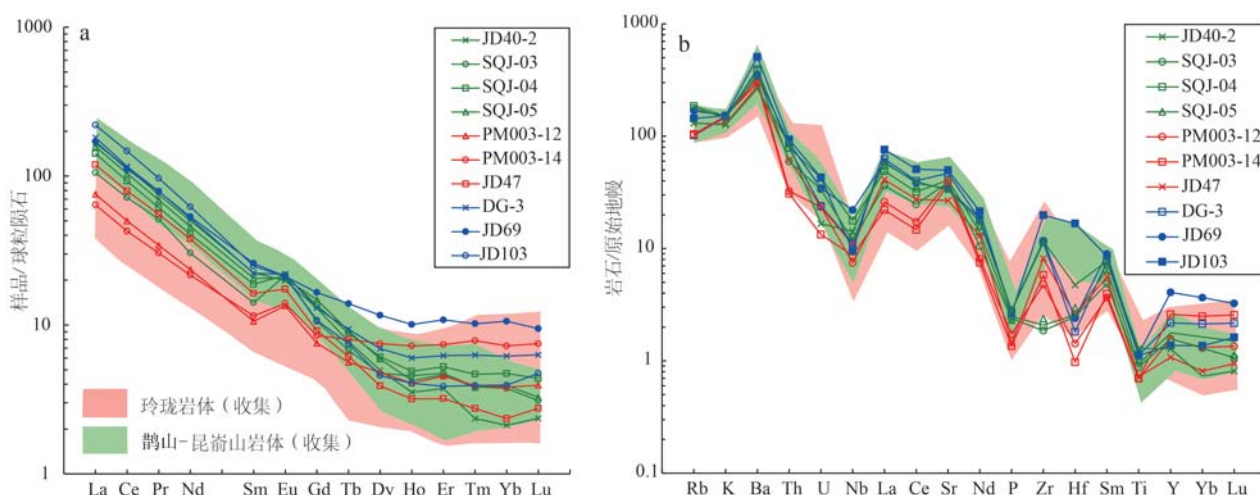 a
样品/球粒陨石
1000
100
10
1
JD40-2
SQJ-03
SQJ-04
SQJ-05
PM003-12
PM003-14
JD47
DG-3
JD69
JD103
玲珑岩体（收集）
鹊山-昆嵛山岩体（收集）
La Ce Pr Nd Sm Eu Gd Tb Dy Ho Er Tm Yb Lu
b
岩石/原始地幔
1000
100
10
1
0.1
JD40-2
SQJ-03
SQJ-04
SQJ-05
PM003-12
PM003-14
JD47
DG-3
JD69
JD103
Rb K Ba Th U Nb La Ce Sr Nd P Zr Hf Sm Ti Y Yb Lu